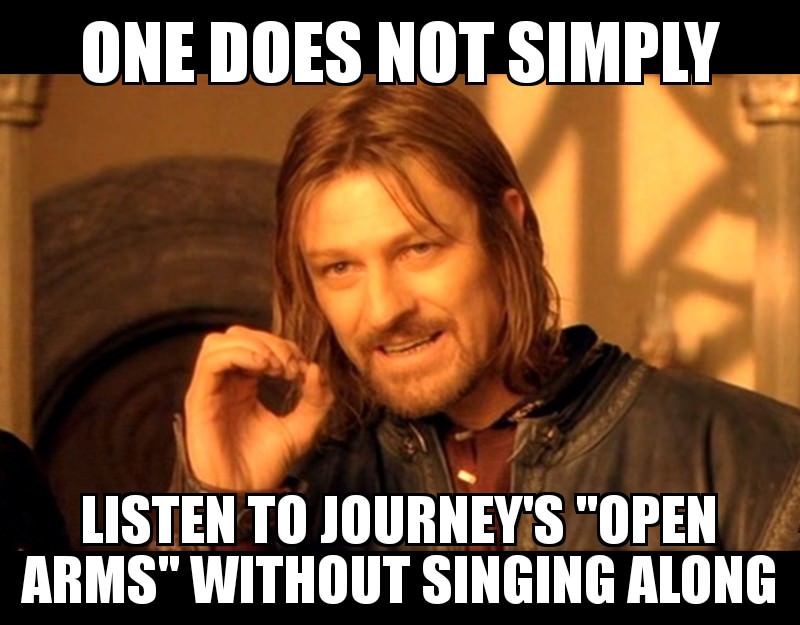 ONE DOES NOT SIMPLY
LISTEN TO JOURNEY'S "OPEN
ARMS" WITHOUT SINGING ALONG